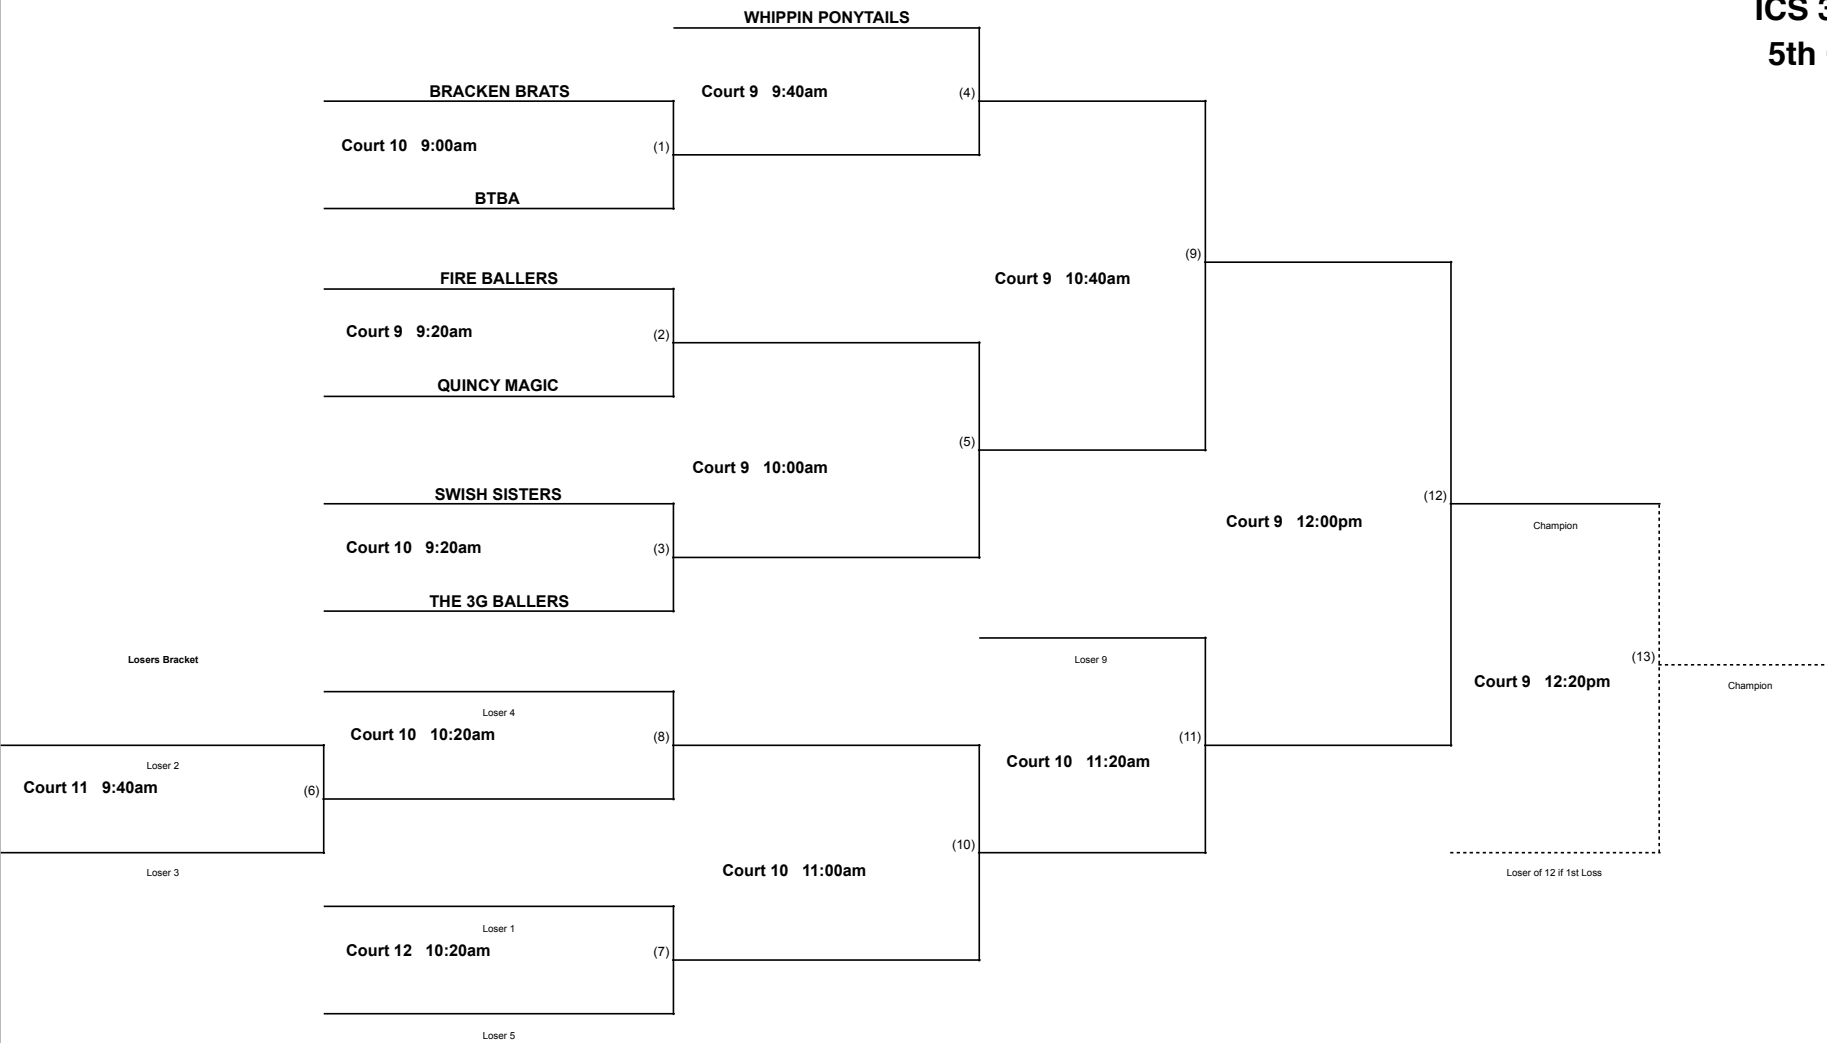 WHIPPIN PONYTAILS
ICS 3
5th
BRACKEN BRATS
Court 9 9:40am
(4)
Court 10 9:00am
(1)
BTBA
(9)
FIRE BALLERS
Court 9 10:40am
Court 9 9:20am
(2)
QUINCY MAGIC
(5)
Court 9 10:00am
SWISH SISTERS
(12)
Court 9 12:00pm
Champion
Court 10 9:20am
(3)
THE 3G BALLERS
Losers Bracket
Loser 9
(13)
Court 9 12:20pm
Champion
Loser 4
Court 10 10:20am
(8)
(11)
Loser 2
Court 10 11:20am
Court 11 9:40am
(6)
(10)
Loser 3
Court 10 11:00am
Loser of 12 if 1st Loss
Loser 1
Court 12 10:20am
(7)
Loser 5